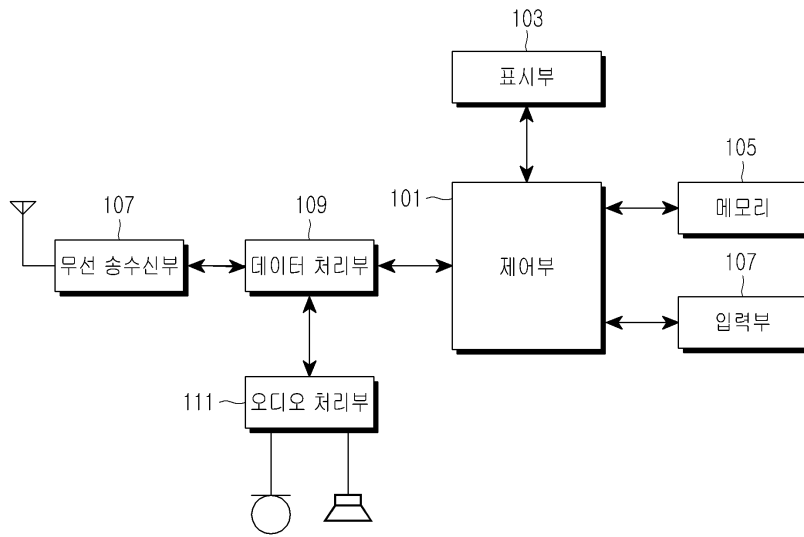 103
표시부
101
제어부
105
메모리
107
입력부
107
무선 송수신부
109
데이터 처리부
111
오디오 처리부